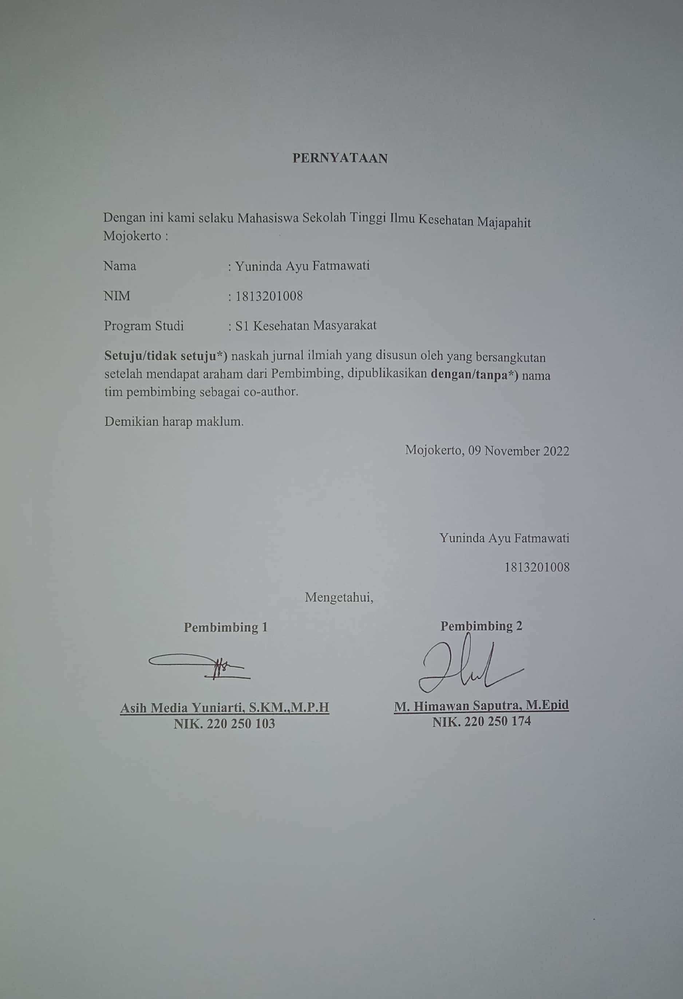 PERNYATAAN
Dengan ini kami selaku Mahasiswa Sekolah Tinggi Ilmu Kesehatan Majapahit
Mojokerto :
Nama : Yuninda Ayu Fatmawati
NIM : 1813201008
Program Studi : S1 Kesehatan Masyarakat
Setuju/tidak setuju*) naskah jurnal ilmiah yang disusun oleh yang bersangkutan
setelah mendapat araham dari Pembimbing, dipublikasikan dengan/tanpa*) nama
tim pembimbing sebagai co-author.
Demikian harap maklum.
Mojokerto, 09 November 2022
Yuninda Ayu Fatmawati
1813201008
Mengetahui,
Pembimbing 1 Pembimbing 2
Asih Media Yuniarti, S.KM.,M.P.H M. Himawan Saputra, M.Epid
NIK. 220 250 103 NIK. 220 250 174